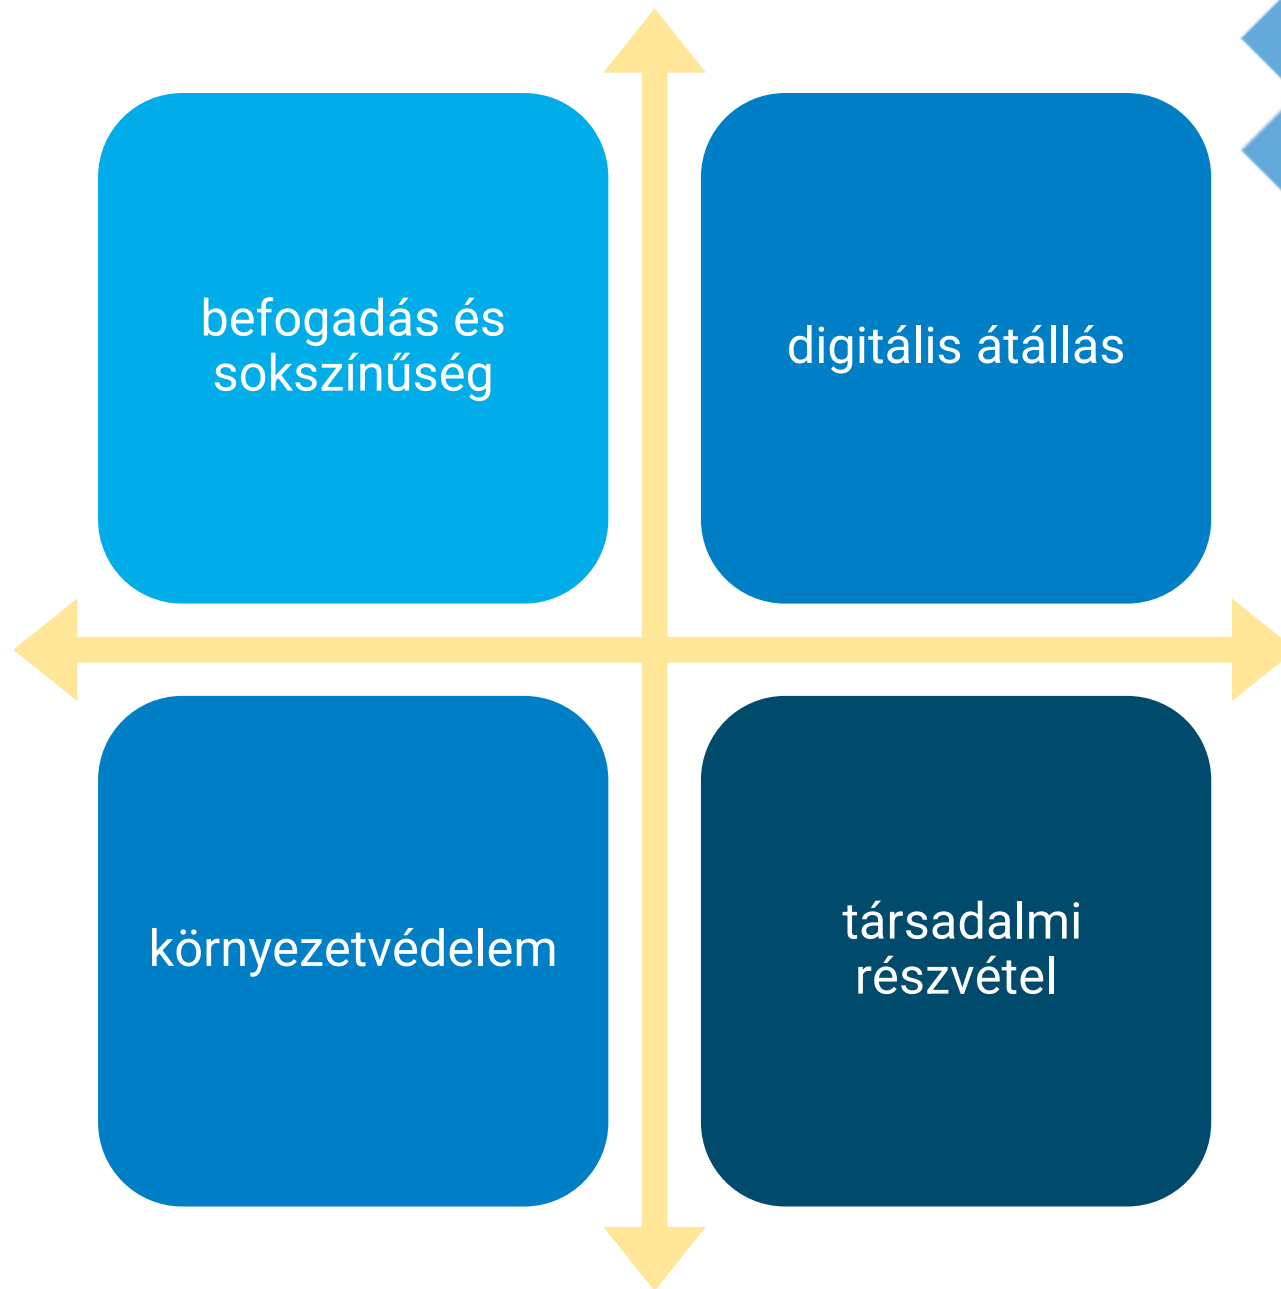 befogadás és
sokszínűség
digitális átállás
környezetvédelem
társadalmi
részvétel